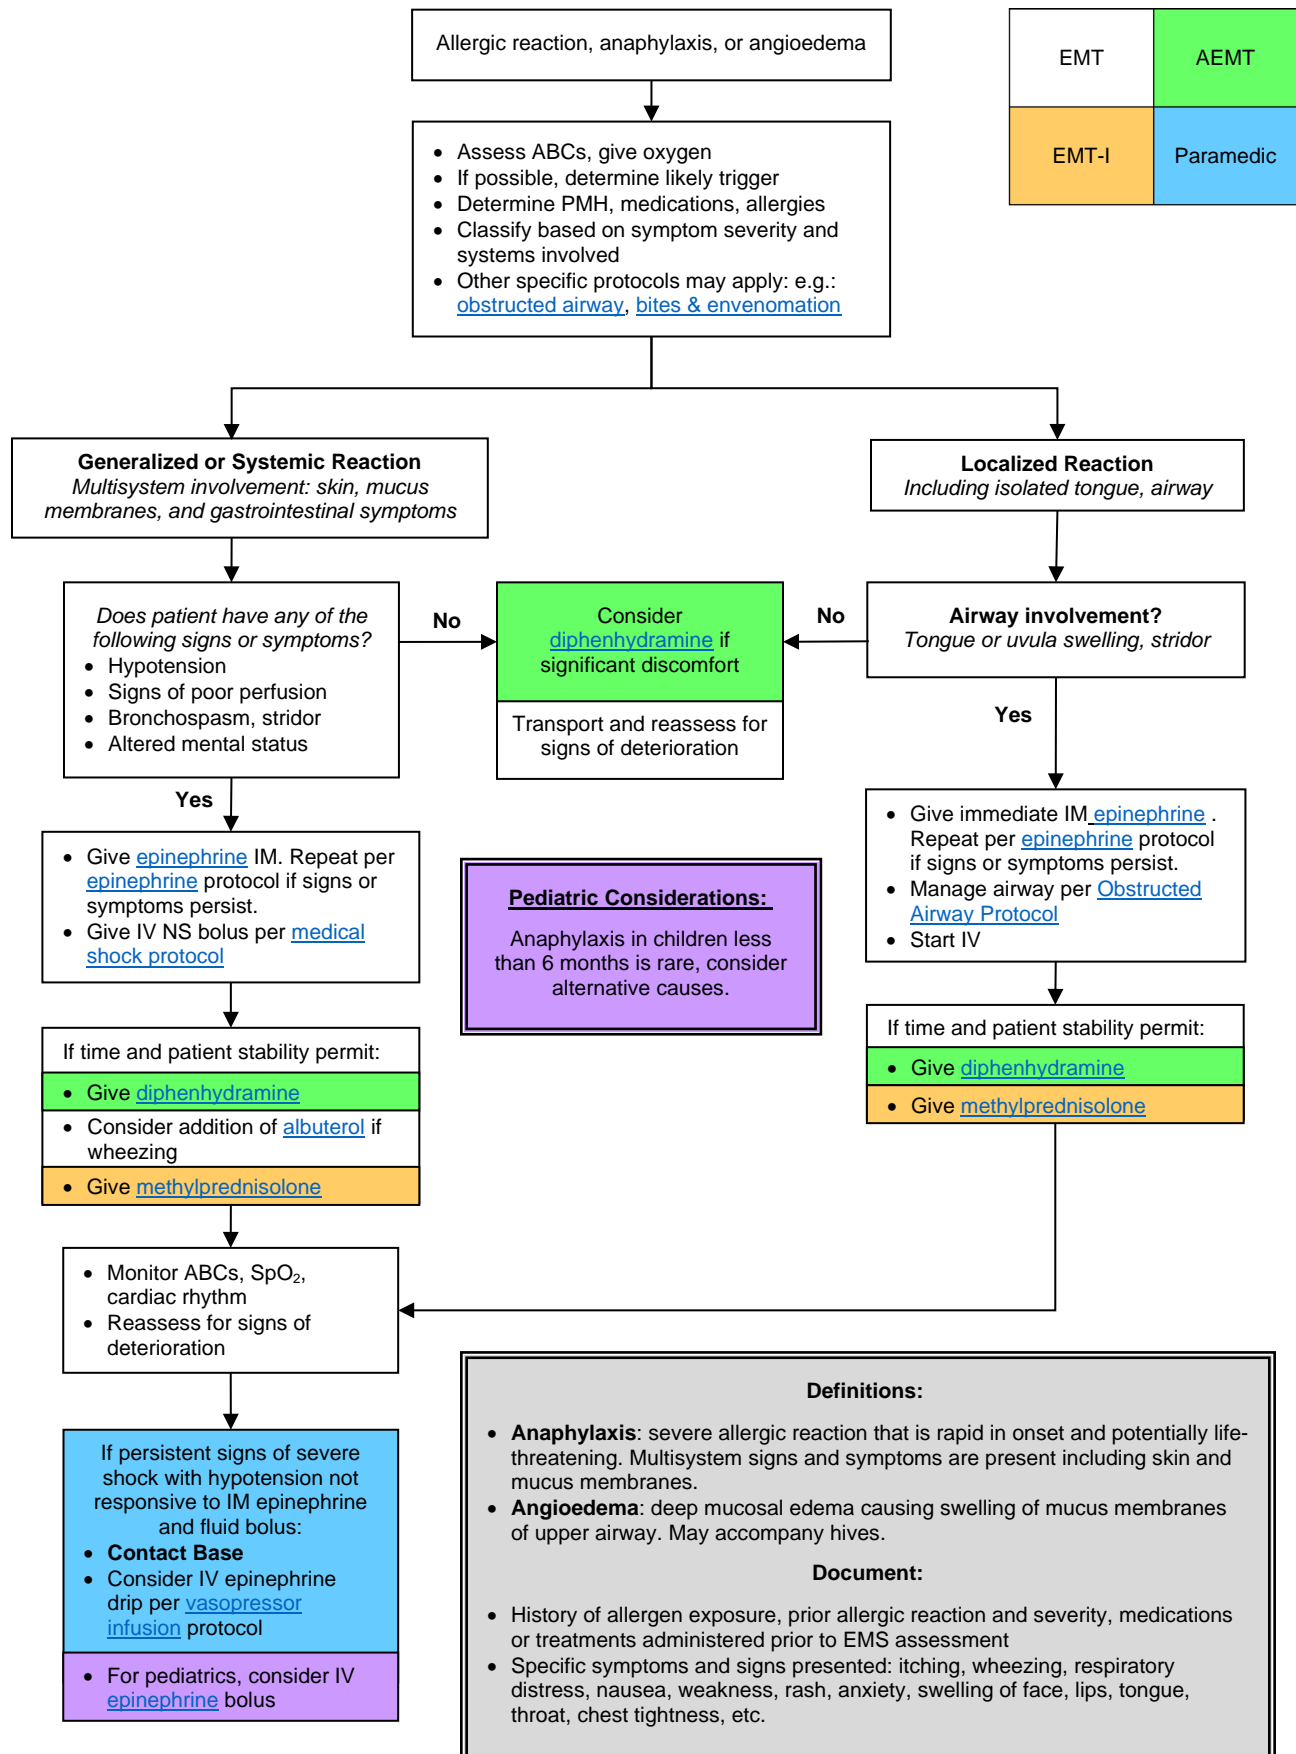 Allergic reaction, anaphylaxis, or angioedema
EMT
AEMT
EMT-I
Paramedic
• Assess ABCs, give oxygen
• If possible, determine likely trigger
• Determine PMH, medications, allergies
• Classify based on symptom severity and
systems involved
• Other specific protocols may apply: e.g.:
obstructed airway, bites & envenomation
Generalized or Systemic Reaction
Multisystem involvement: skin, mucus
membranes, and gastrointestinal symptoms
Localized Reaction
Including isolated tongue, airway
Does patient have any of the
following signs or symptoms?
• Hypotension
• Signs of poor perfusion
• Bronchospasm, stridor
• Altered mental status
No
Consider
diphenhydramine if
significant discomfort
Transport and reassess for
signs of deterioration
No
Airway involvement?
Tongue or uvula swelling, stridor
Yes
Yes
• Give epinephrine IM. Repeat per
epinephrine protocol if signs or
symptoms persist.
• Give IV NS bolus per medical
shock protocol
Pediatric Considerations:
Anaphylaxis in children less
than 6 months is rare, consider
alternative causes.
• Give immediate IM epinephrine .
Repeat per epinephrine protocol
if signs or symptoms persist.
• Manage airway per Obstructed
Airway Protocol
• Start IV
If time and patient stability permit:
• Give diphenhydramine
• Consider addition of albuterol if
wheezing
• Give methylprednisolone
If time and patient stability permit:
• Give diphenhydramine
• Give methylprednisolone
• Monitor ABCs, SpO2,
cardiac rhythm
• Reassess for signs of
deterioration
If persistent signs of severe
shock with hypotension not
responsive to IM epinephrine
and fluid bolus:
• Contact Base
• Consider IV epinephrine
drip per vasopressor
infusion protocol
• For pediatrics, consider IV
epinephrine bolus
Definitions:
• Anaphylaxis: severe allergic reaction that is rapid in onset and potentially life-
threatening. Multisystem signs and symptoms are present including skin and
mucus membranes.
• Angioedema: deep mucosal edema causing swelling of mucus membranes
of upper airway. May accompany hives.
Document:
• History of allergen exposure, prior allergic reaction and severity, medications
or treatments administered prior to EMS assessment
• Specific symptoms and signs presented: itching, wheezing, respiratory
distress, nausea, weakness, rash, anxiety, swelling of face, lips, tongue,
throat, chest tightness, etc.